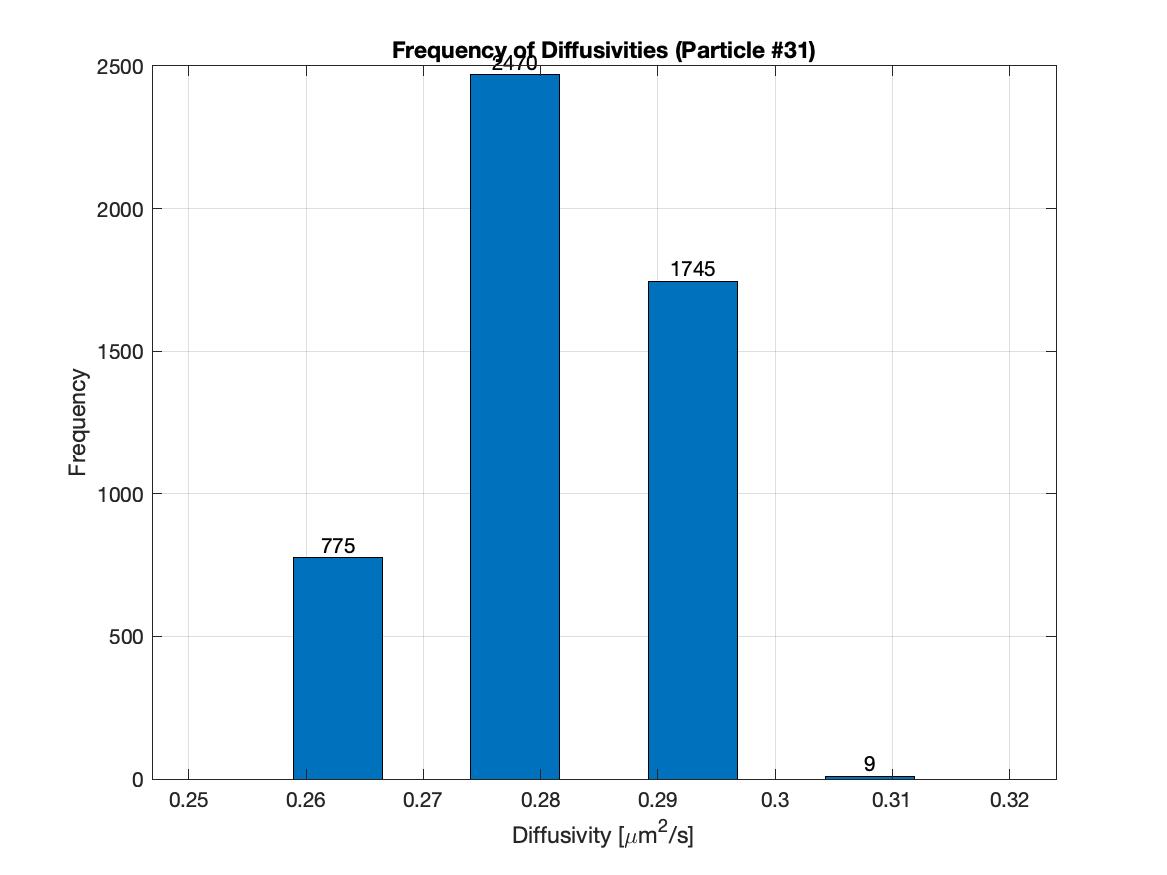 Frequency of Diffusivities (Particle #31)
2500
2470
2000
1745
1500
1000
775
500
9
0
Frequency
0.25 0.26 0.27 0.28 0.29 0.3 0.31 0.32
Diffusivity [μm²/s]